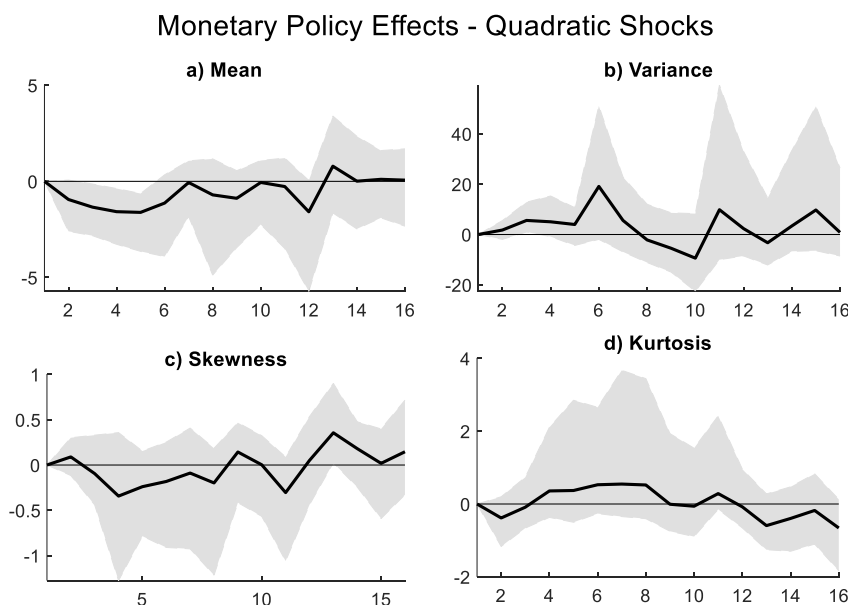 Monetary Policy Effects - Quadratic Shocks
a) Mean
5
0
-5
2 4 6 8 10 12 14 16
b) Variance
40
20
0
-20
2 4 6 8 10 12 14 16
c) Skewness
1
0.5
0
-0.5
-1
5 10 15
d) Kurtosis
4
2
0
-2
2 4 6 8 10 12 14 16